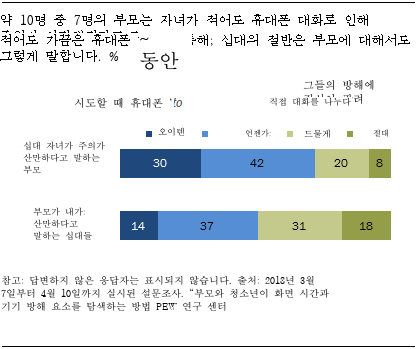 약 10명 중 7명의 부모는 자녀가 적어도 휴대폰 대화로 인해
적어도 가끔은 휴대폰 ~ 해; 십대의 절반은 부모에 대해서도
그렇게 말합니다. % 동안
그들의 방해에
시도할 때 휴대폰 'to 직접 대화를 나누다
오이텐 언젠가: 드물게 절대
십대 자녀가 주의가
산만하다고 말하는
부모
30 42 20 8
부모가 내가:
산만하다고
말하는 십대들
14 37 31 18
참고: 답변하지 않은 응답자는 표시되지 않습니다. 출처: 2018년 3월
7일부터 4월 10일까지 실시된 설문조사. "부모와 청소년이 화면 시간과
기기 방해 요소를 탐색하는 방법 PEW 연구 센터